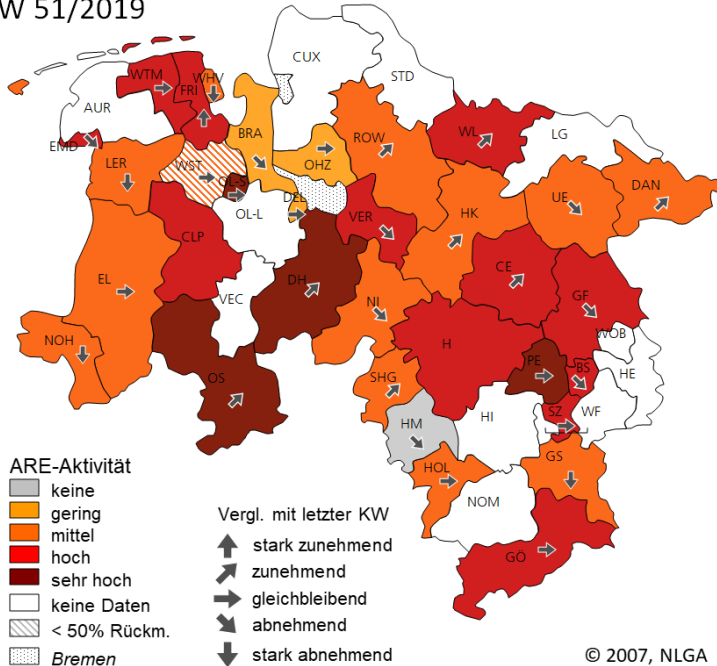 W 51/2019
CUX
STD
WTM
WHV
FRI
AUR
EMD
BRA
ROW
WL
LG
OHZ
LER
WST
OL-S
DEL
OL-L
VER
HK
UE
DAN
CLP
CE
EL
DH
NI
GF
VEC
NOH
H
WOB
OS
SHG
PE
BS
HE
HM
HI
SZ
WF
HOL
GS
NOM
GÖ
ARE-Aktivität
keine
gering
mittel
hoch
sehr hoch
keine Daten
< 50% Rückm.
Bremen
Vergl. mit letzter KW
stark zunehmend
zunehmend
gleichbleibend
abnehmend
stark abnehmend
© 2007, NLGA